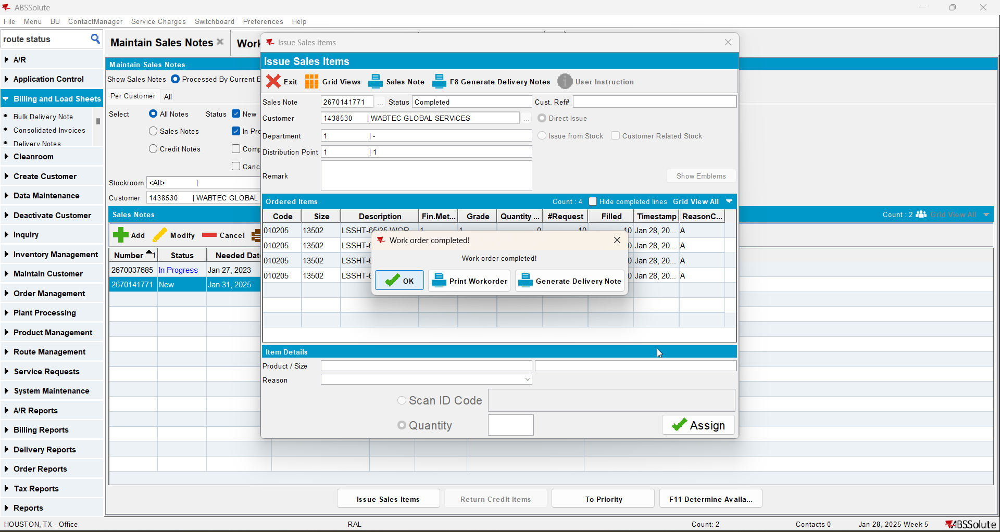 ABSSolute
File Menu BU ContactManager Service Charges Switchboard Preferences Help
route status
A/R
Application Control
Billing and Load Sheets
Bulk Delivery Note
Consolidated Invoices
Delivery Notes
Cleanroom
Create Customer
Data Maintenance
Deactivate Customer
Inquiry
Inventory Management
Maintain Customer
Order Management
Plant Processing
Product Management
Route Management
Service Requests
System Maintenance
A/R Reports
Billing Reports
Delivery Reports
Order Reports
Tax Reports
Reports
Maintain Sales Notes
Maintain Sales Notes
Show Sales Notes Processed By Current
Per Customer All
Select All Notes Status New
Sales Notes
Credit Notes
Stockroom <All> |
Customer 1438530 | WABTEC GLOBAL
Sales Notes
Count : 2 Grid View All
Add Modify Cancel
Number 1 Status Needed
2670037685 In Progress Jan 27, 2023
2670141771 New Jan 31, 2025
Issue Sales Items
Issue Sales Items
Exit Grid Views Sales Note F8 Generate Delivery Notes User Instruction
Sales Note 2670141771 ... Status Completed Cust. Ref#
Customer 1438530 | WABTEC GLOBAL SERVICES ... Direct Issue
Department 1 | - Issue from Stock Customer Related Stock
Distribution Point 1 | 1
Remark
Show Emblems
Ordered Items Count : 4 Hide completed lines Grid View All
Code Size Description Fin.Met... Grade Quantity ... #Request Filled Timestamp ReasonC...
010205 13502 LSSHT-65/35 WOR 1 1 0 10 10 Jan 28, 20... A
010205 13502 LSSHT-6 0 Jan 28, 20... A
010205 13502 LSSHT-6 0 Jan 28, 20... A
010205 13502 LSSHT-6 0 Jan 28, 20... A
Work order completed!
Work order completed!
OK Print Workorder Generate Delivery Note
Item Details
Product / Size
Reason
Scan ID Code
Quantity
Assign
Issue Sales Items Return Credit Items To Priority F11 Determine Availa...
HOUSTON, TX - Office RAL Count: 2 Contacts 0 Jan 28, 2025 Week 5 ABSSolute